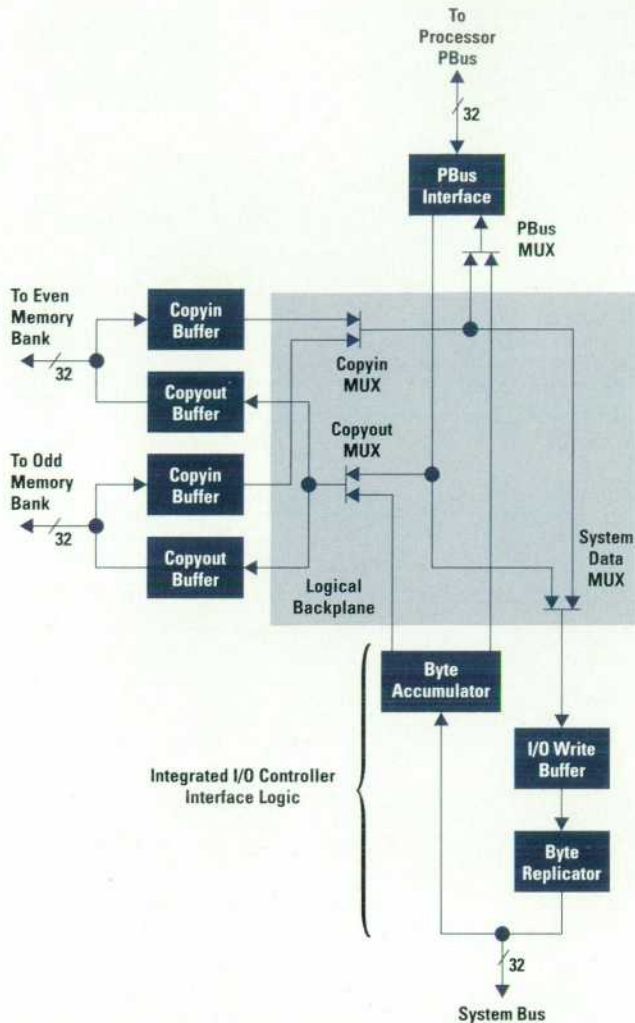 To
Processor
PBus
32
PBus
Interface
PBus
MUX
To Even
Memory
Bank
32
Copyin
Buffer
Copyin
MUX
Copyout
Buffer
Copyout
MUX
To Odd
Memory
Bank
32
Copyin
Buffer
Copyout
Buffer
Logical
Backplane
System
Data
MUX
Byte
Accumulator
Integrated I/O Controller
Interface Logic
I/O Write
Buffer
Byte
Replicator
32
System Bus